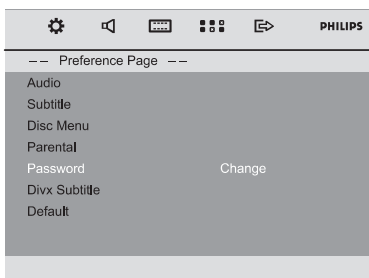 PHILIPS
-- Preference Page --
Audio
Subtitle
Disc Menu
Parental
Password Change
Divx Subtitle
Default